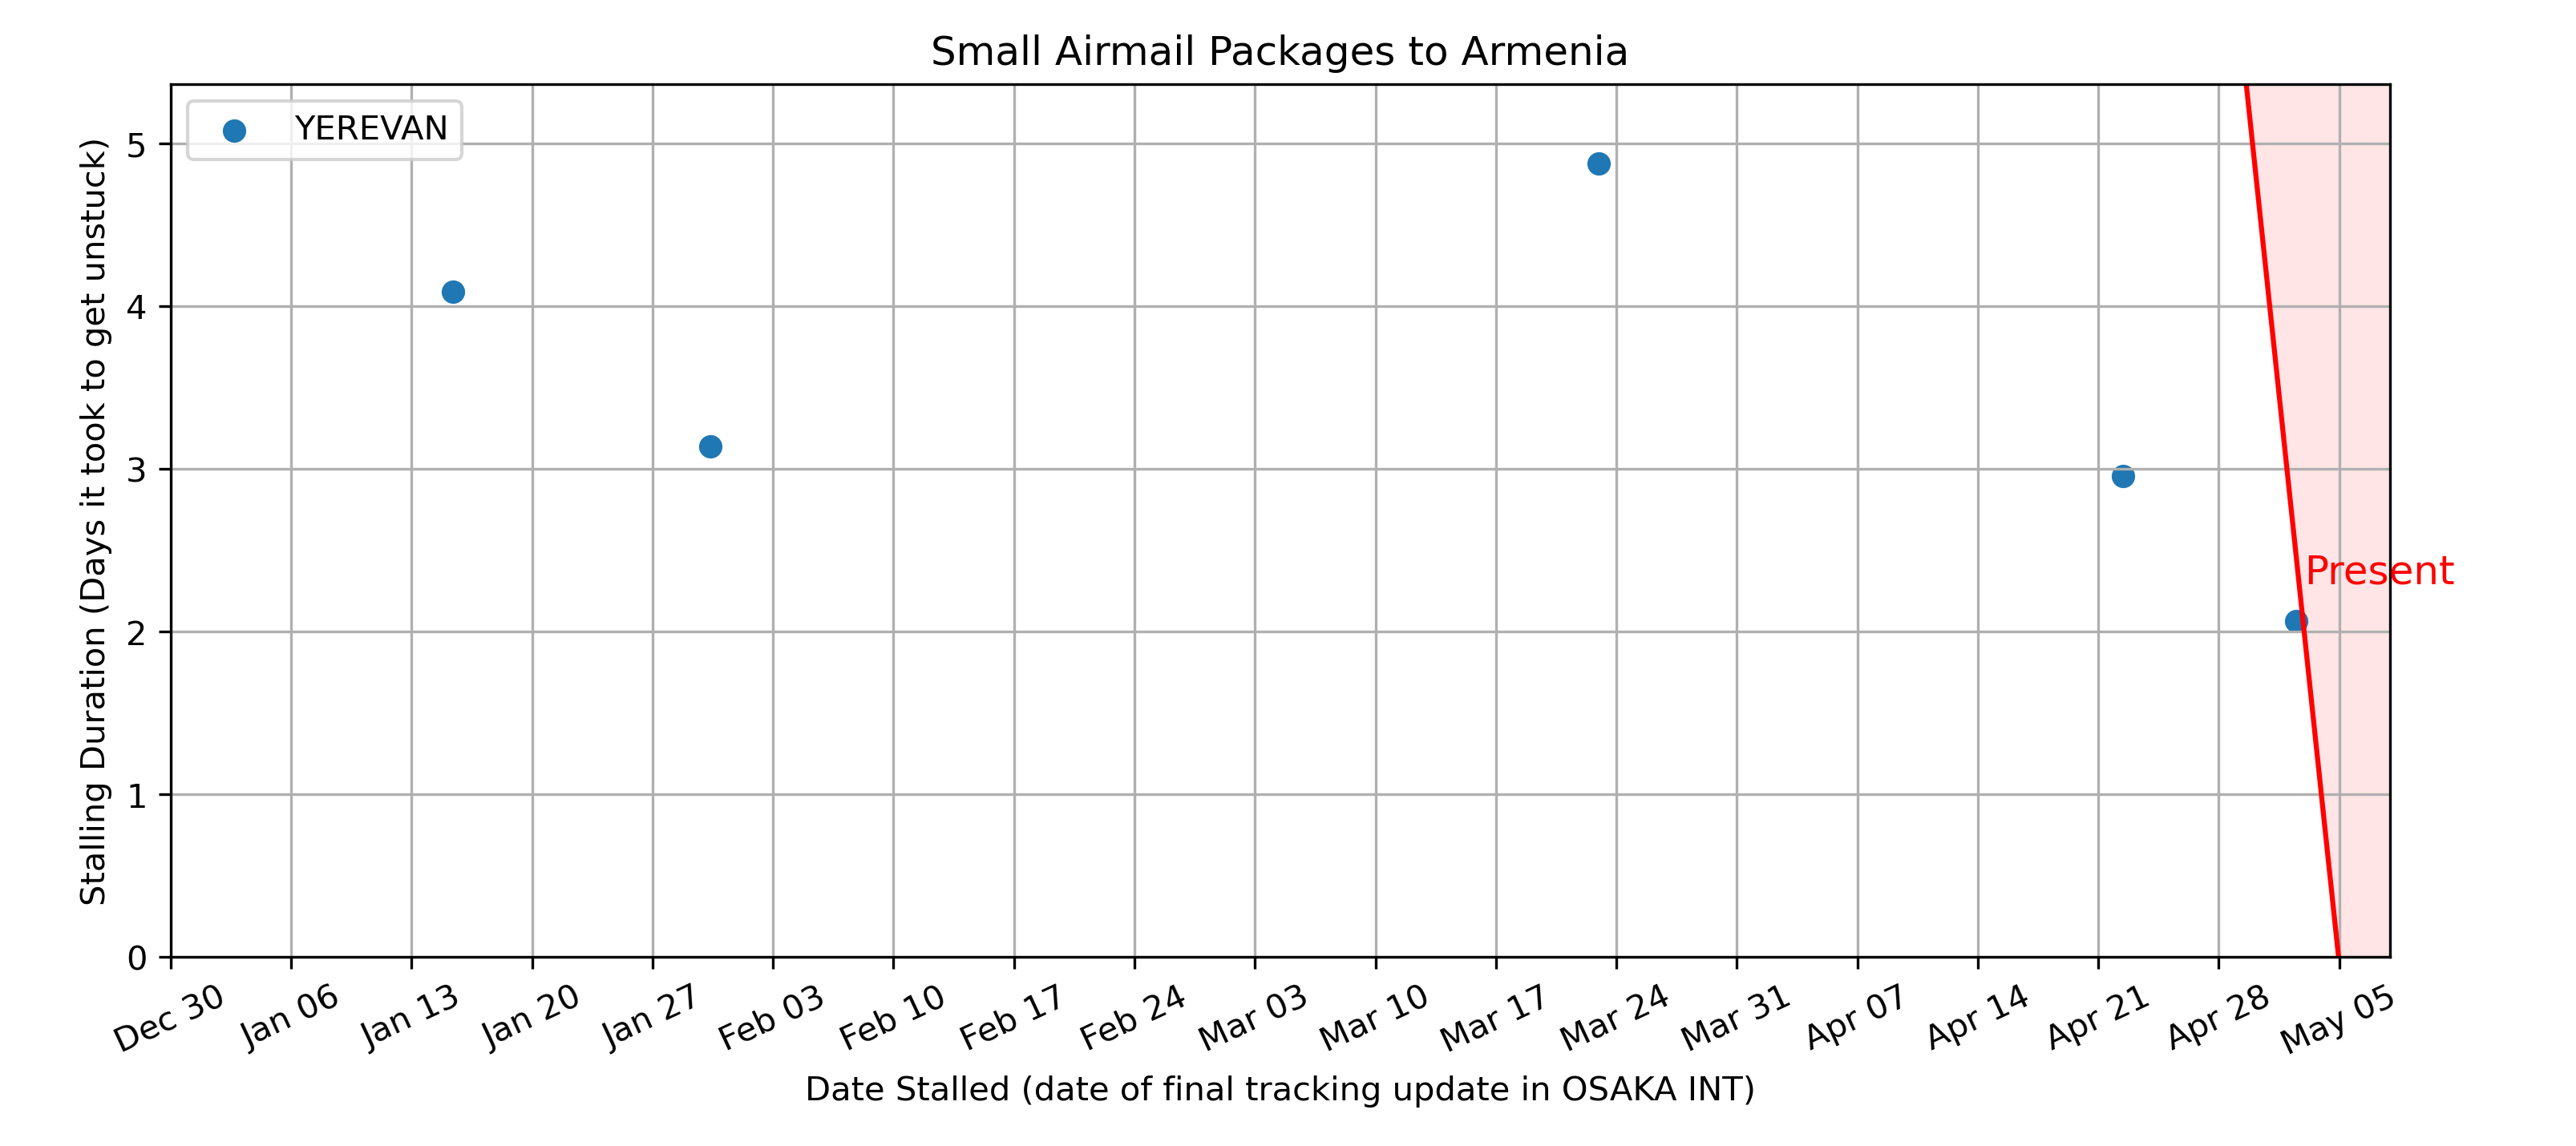 Small Airmail Packages to Armenia
YEREVAN
Stalling Duration (Days it took to get unstuck)
5
4
3
2
1
0
Present
Dec 30
Jan 06
Jan 13
Jan 20
Jan 27
Feb 03
Feb 10
Feb 17
Feb 24
Mar 03
Mar 10
Mar 17
Mar 24
Mar 31
Apr 07
Apr 14
Apr 21
Apr 28
May 05
Date Stalled (date of final tracking update in OSAKA INT)